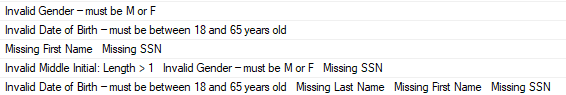 Invalid Gender – must be M or F
Invalid Date of Birth – must be between 18 and 65 years old
Missing First Name   Missing SSN
Invalid Middle Initial: Length > 1   Invalid Gender – must be M or F   Missing SSN
Invalid Date of Birth – must be between 18 and 65 years old   Missing Last Name   Missing First Name   Missing SSN